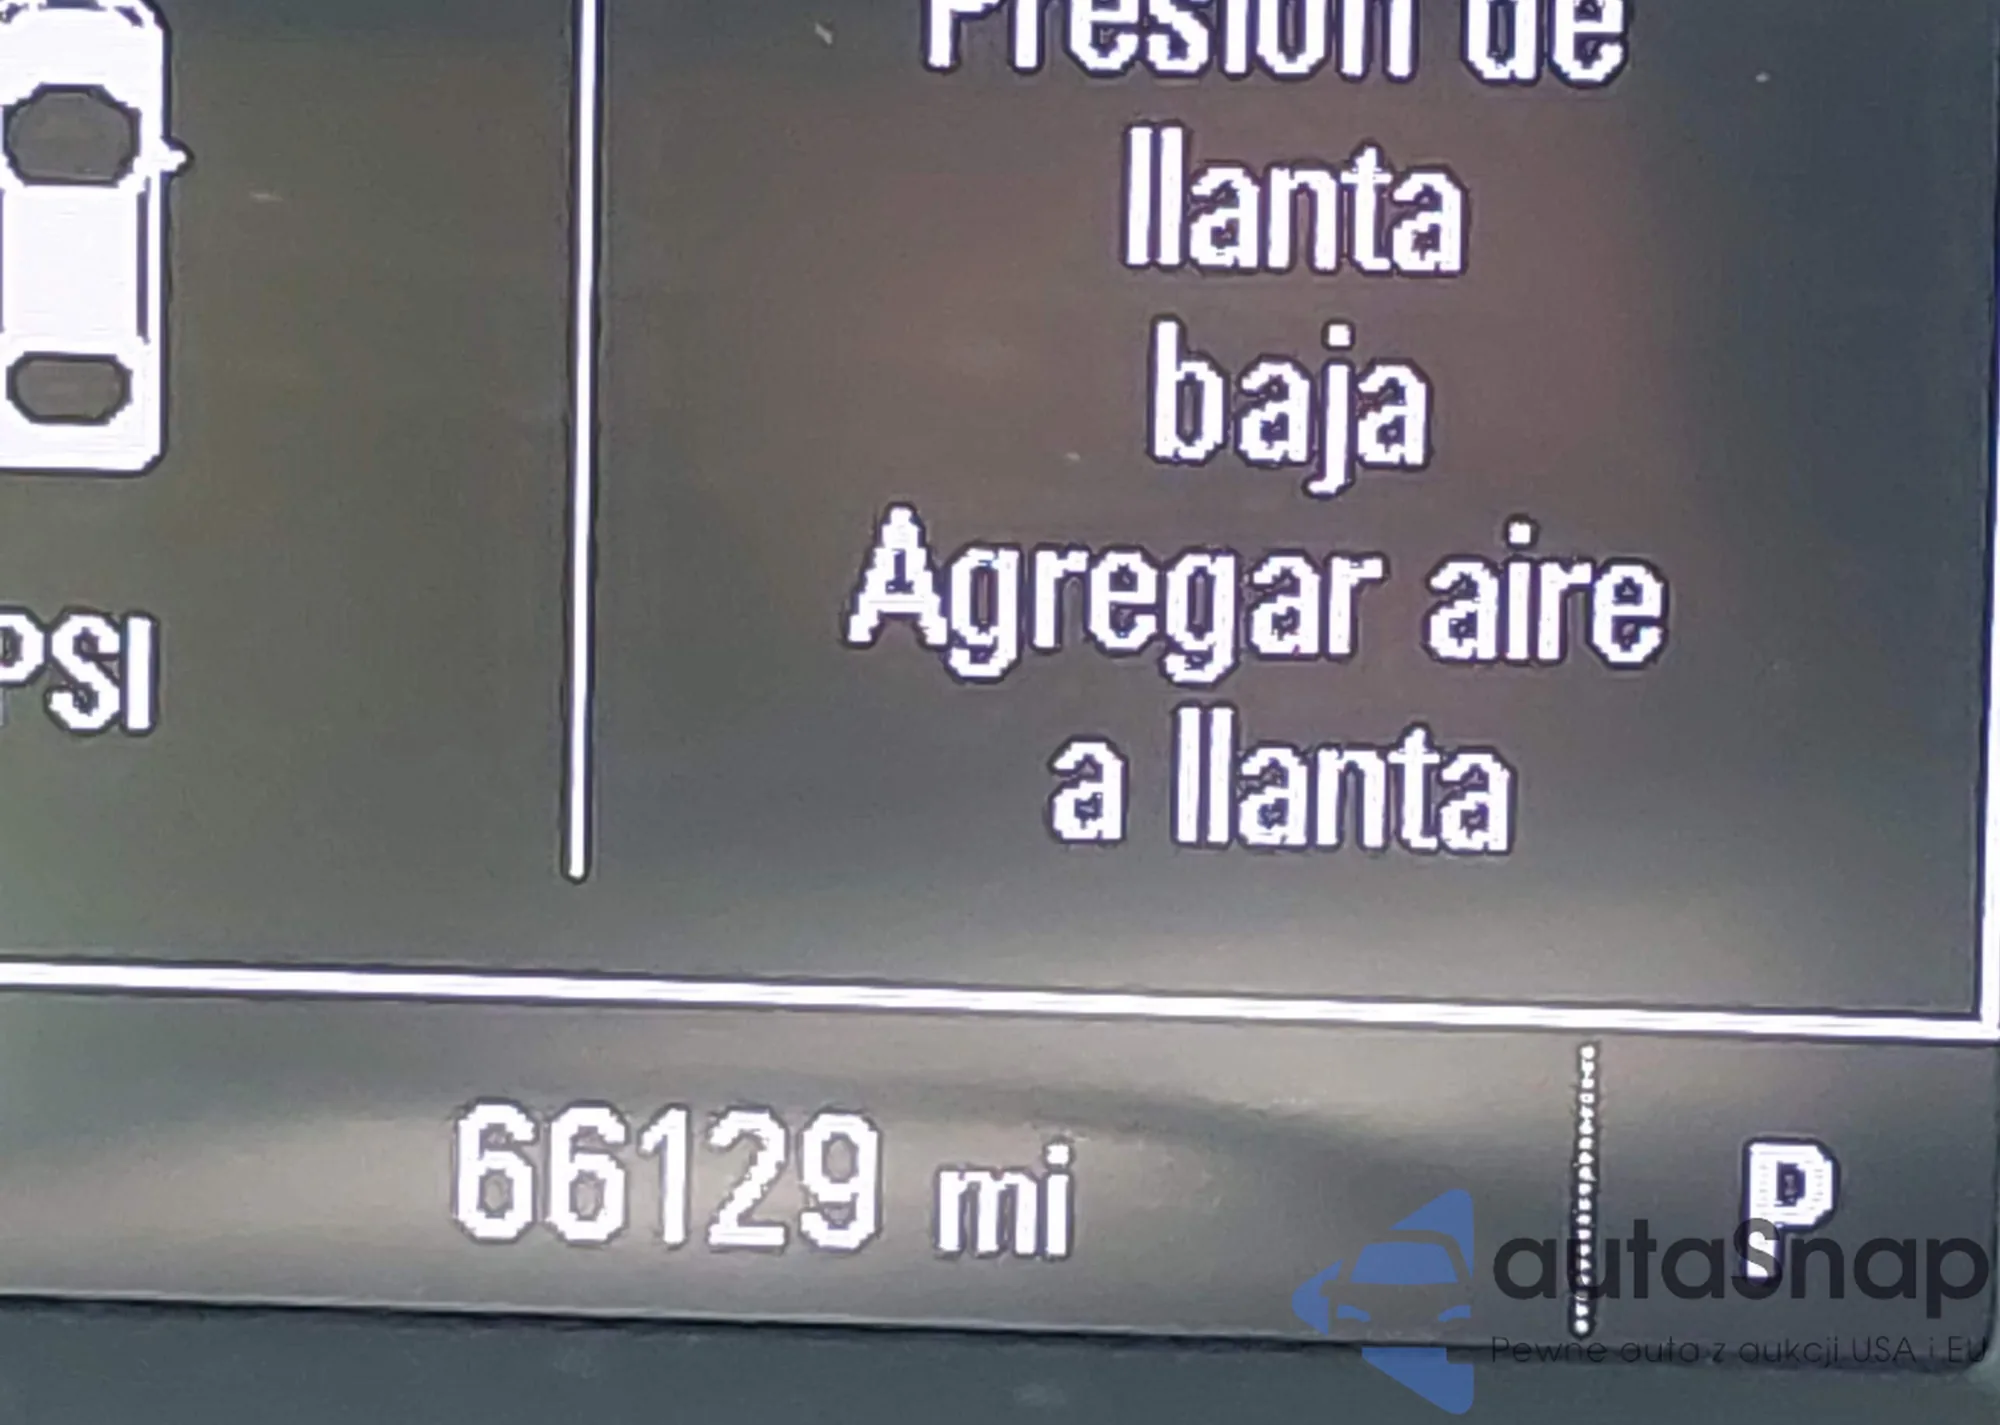 Presión de
llanta
baja
Agregar aire
a llanta
PSI
66129 mi
P
autaSnap
Pewne auta z aukcji USA i EU